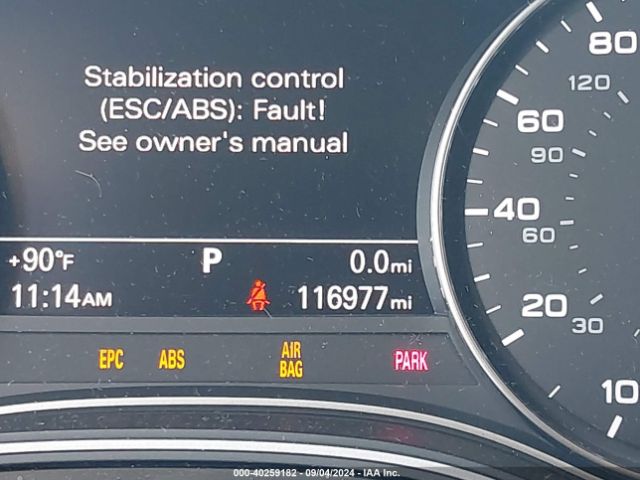 Stabilization control
(ESC/ABS): Fault!
See owner's manual
+90°F P 0.0mi
11:14AM 116977mi
EPC ABS AIR BAG PARK
80
120
60
90
40
60
20
30
10
000-40259182 - 09/04/2024 - IAA Inc.